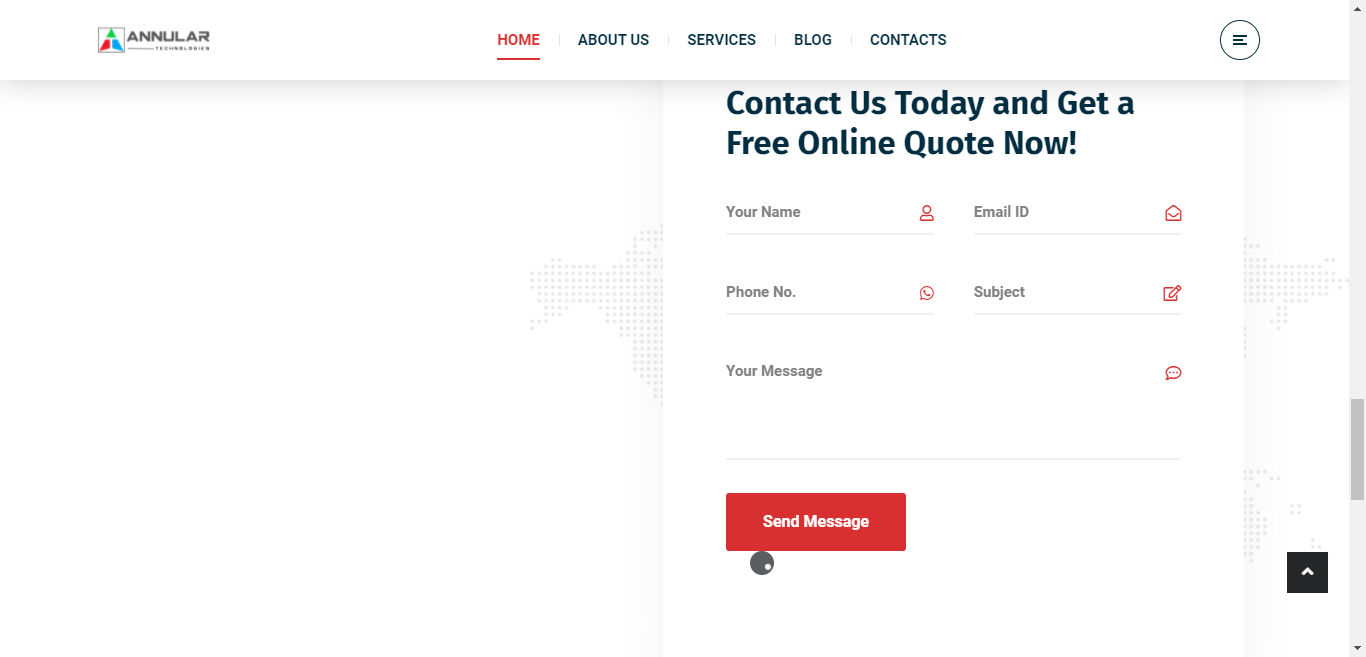 ANNULAR
TECHNOLOGIES
HOME
ABOUT US
SERVICES
BLOG
CONTACTS
Contact Us Today and Get a
Free Online Quote Now!
Your Name
Email ID
Phone No.
Subject
Your Message
Send Message